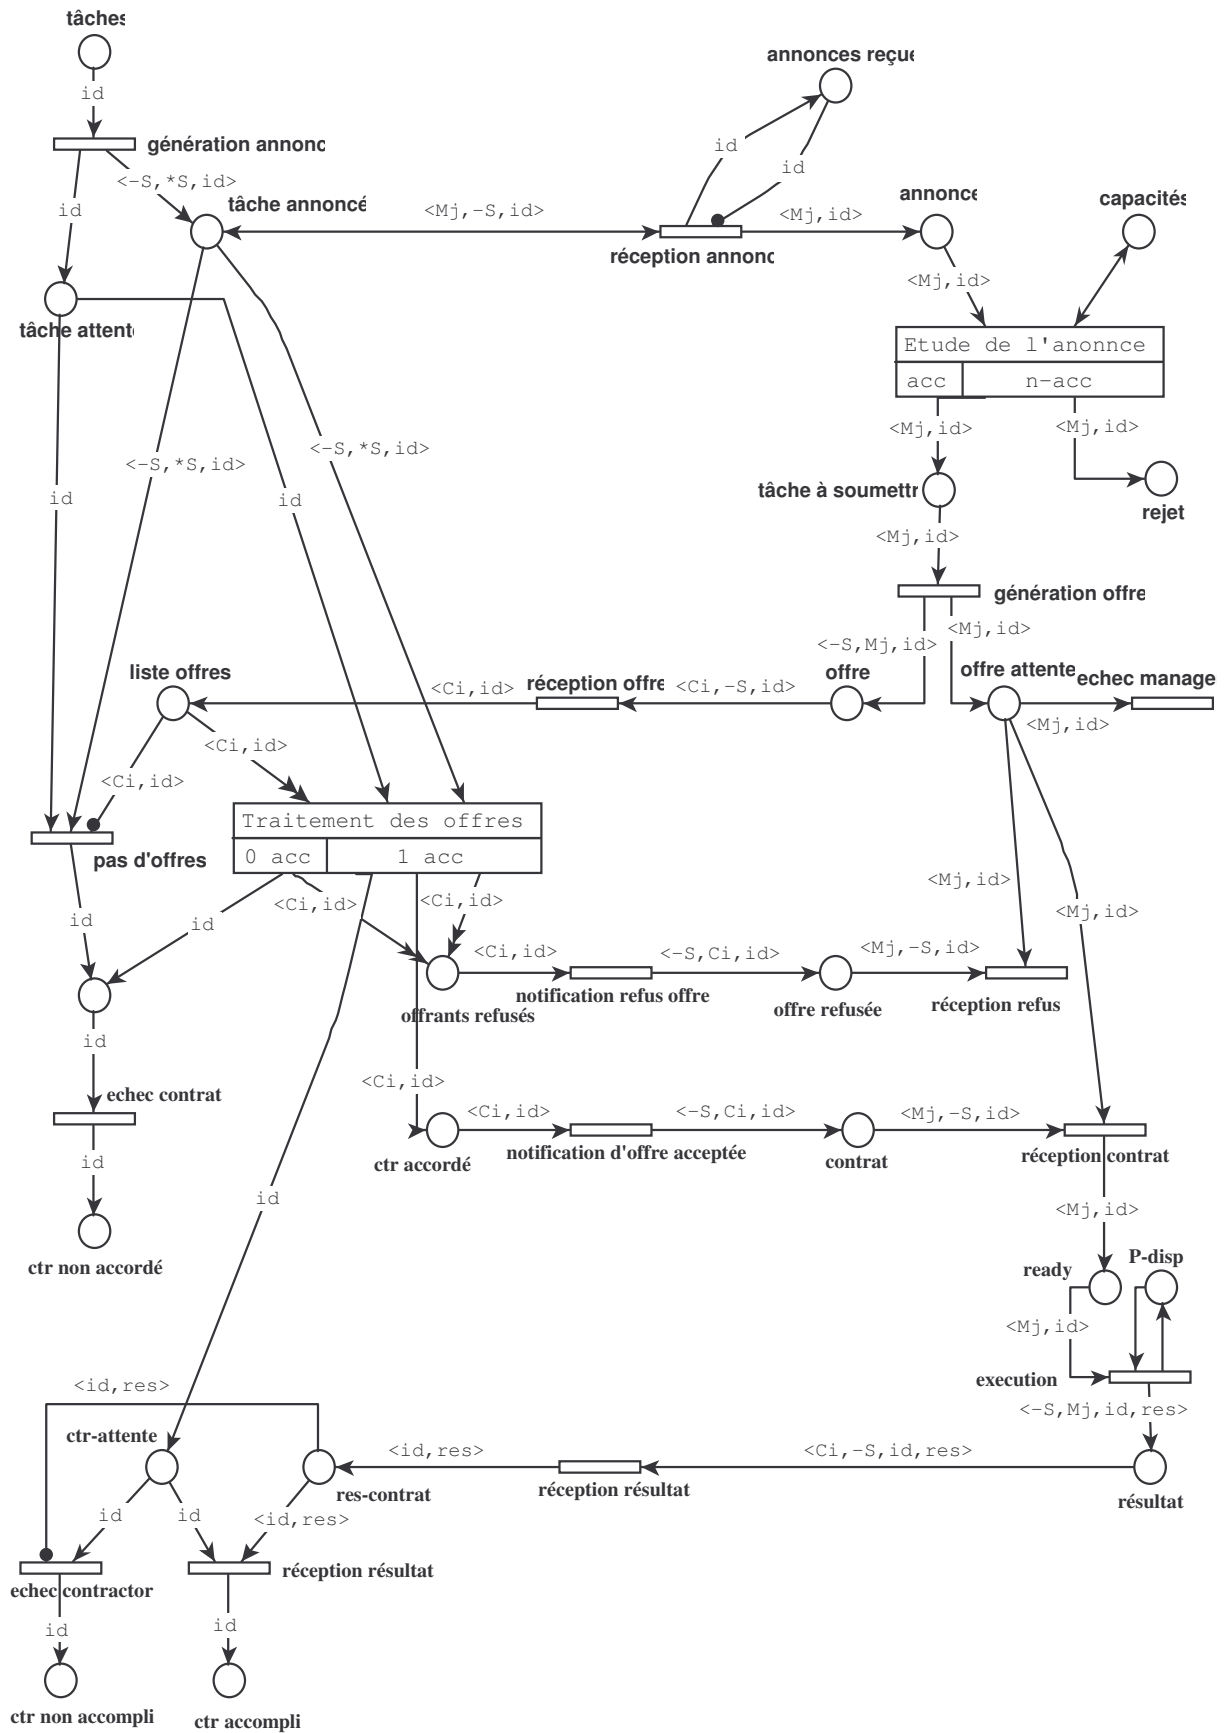 tâches
annonces reçue
id
génération annonc
id
<-S,*S,id>
id
id
tâche annoncé
<Mj,-S,id>
<Mj,id>
annonce
capacités
réception annonc
<Mj,id>
tâche attent
Etude de l'anonnce
acc
n-acc
<Mj,id>
<Mj,id>
<-S,*S,id>
<-S,*S,id>
id
id
tâche à soumettr
rejet
<Mj,id>
génération offre
<-S,Mj,id>
<Mj,id>
liste offres
<Ci,id>
réception offre
<Ci,-S,id>
offre
offre attente
echec manage
<Mj,id>
<Ci,id>
<Ci,id>
Traitement des offres
0 acc
1 acc
pas d'offres
<Ci,id>
<Ci,id>
<Mj,id>
<Mj,id>
id
id
<Ci,id>
<-S,Ci,id>
<Mj,-S,id>
offrants refusés
notification refus offre
offre refusée
réception refus
id
echec contrat
<Ci,id>
<Ci,id>
<-S,Ci,id>
<Mj,-S,id>
ctr accordé
notification d'offre acceptée
contrat
réception contrat
id
id
<Mj,id>
ctr non accordé
ready
P-disp
<Mj,id>
execution
<id,res>
<-S,Mj,id,res>
ctr-attente
<id,res>
<Ci,-S,id,res>
res-contrat
réception résultat
résultat
id
id
<id,res>
echec contractor
réception résultat
id
id
ctr non accompli
ctr accompli